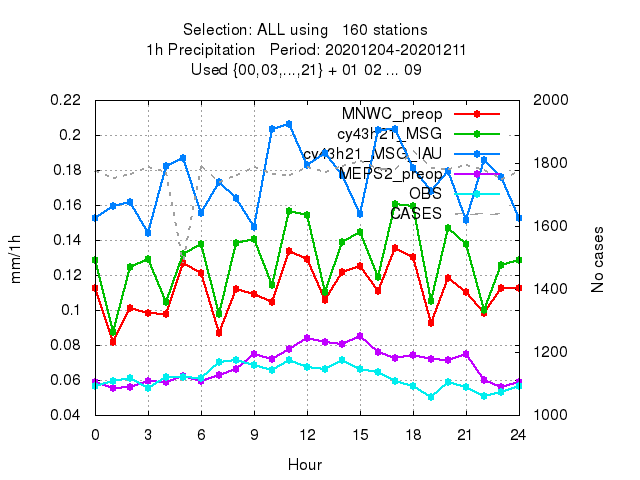 Selection: ALL using   160 stations
1h Precipitation   Period: 20201204-20201211
Used {00,03,...,21} + 01 02 ... 09
0.22
0.2
0.18
0.16
0.14
0.12
0.1
0.08
0.06
0.04
mm/1h
MNWC_preop
cy43h21_MSG
cy43h21_MSG_IAU
MEPS2_preop
OBS
CASES
2000
1800
1600
1400
1200
1000
No cases
0 3 6 9 12 15 18 21 24
Hour